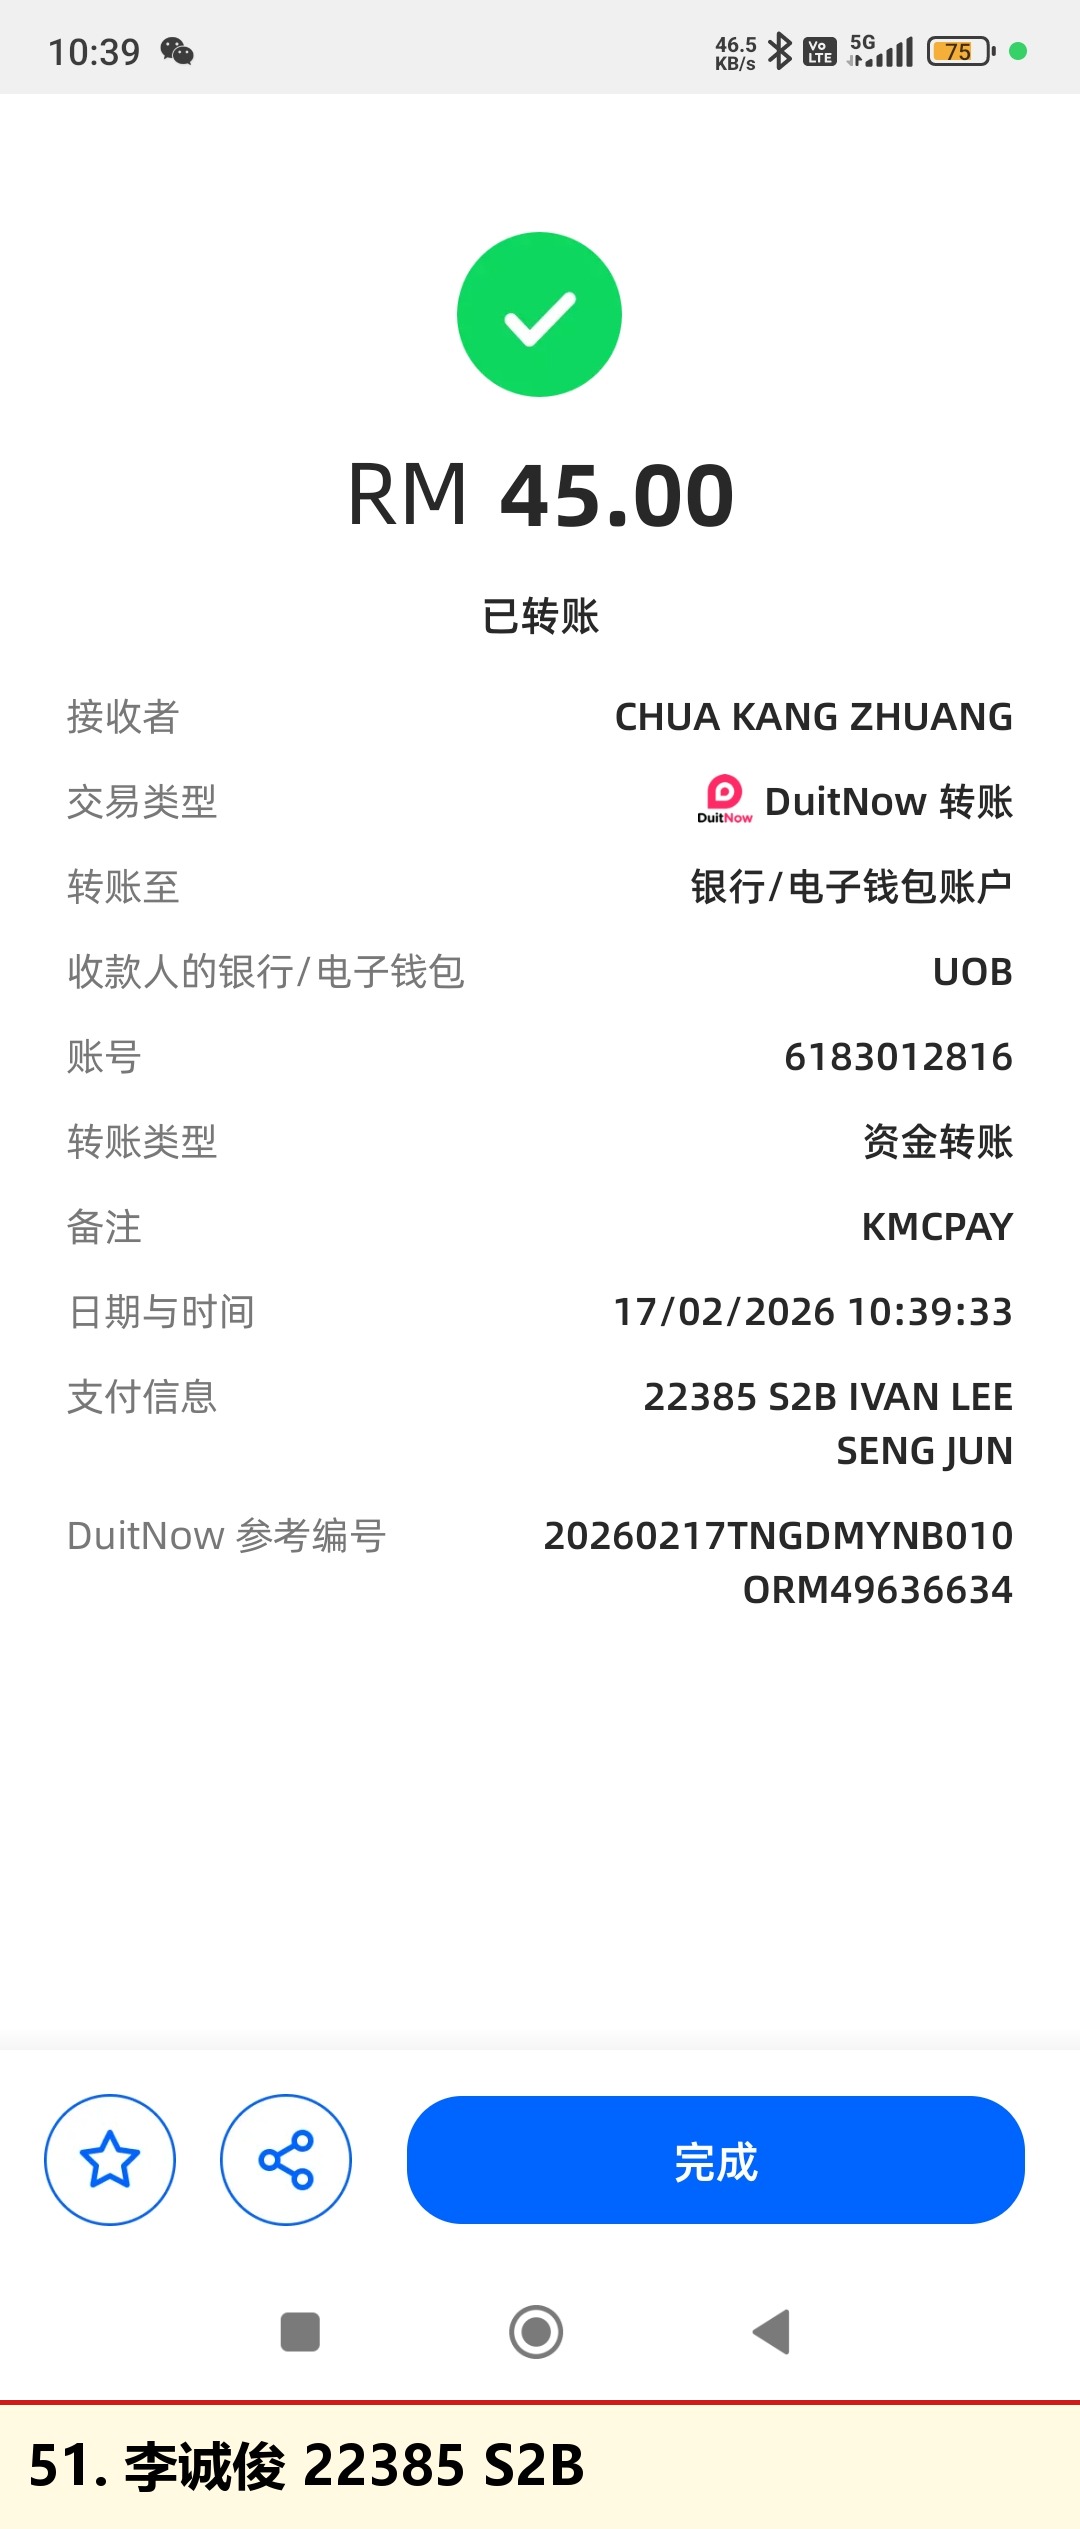 10:39
46.5
KB/s
Vo
LTE
5G
75
RM 45.00
已转账
接收者 CHUA KANG ZHUANG
交易类型 DuitNow DuitNow 转账
转账至 银行/电子钱包账户
收款人的银行/电子钱包 UOB
账号 6183012816
转账类型 资金转账
备注 KMCPAY
日期与时间 17/02/2026 10:39:33
支付信息 22385 S2B IVAN LEE
SENG JUN
DuitNow 参考编号 20260217TNGDMYNB010
ORM49636634
完成
51. 李诚俊 22385 S2B